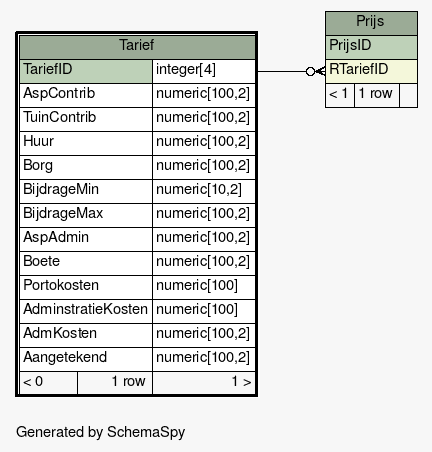 Tarief
TariefID integer[4]
AspContrib numeric[100,2]
TuinContrib numeric[100,2]
Huur numeric[100,2]
Borg numeric[100,2]
BijdrageMin numeric[10,2]
BijdrageMax numeric[100,2]
AspAdmin numeric[100,2]
Boete numeric[100,2]
Portokosten numeric[100]
AdminstratieKosten numeric[100]
AdmKosten numeric[100,2]
Aangetekend numeric[100,2]
< 0 1 row 1 >
Prijs
PrijsID
RTariefID
< 1 1 row
Generated by SchemaSpy